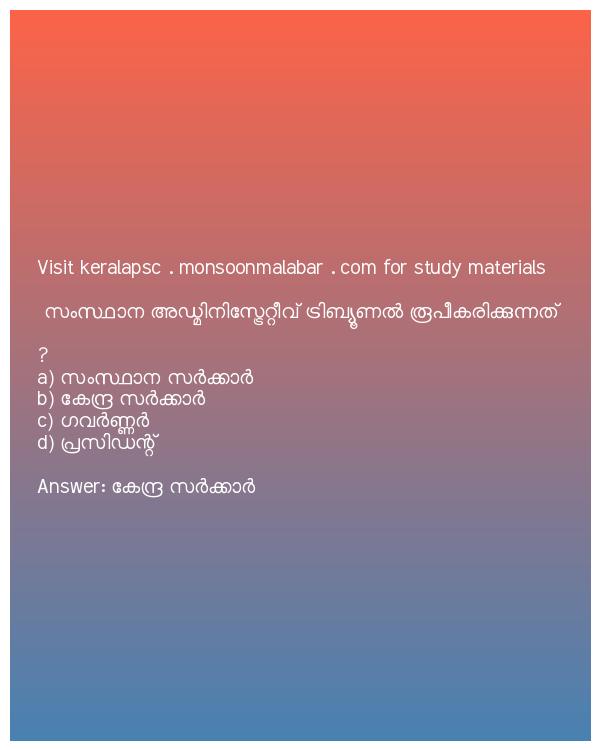 Visit keralapsc . monsoonmalabar . com for study materials
സംസ്ഥാന അഡ്മിനിസ്ട്രേറ്റീവ് ട്രിബ്യൂണൽ രൂപീകരിക്കുന്നത്
?
a) സംസ്ഥാന സർക്കാർ
b) കേന്ദ്ര സർക്കാർ
c) ഗവർണ്ണർ
d) പ്രസിഡന്റ്
Answer: കേന്ദ്ര സർക്കാർ